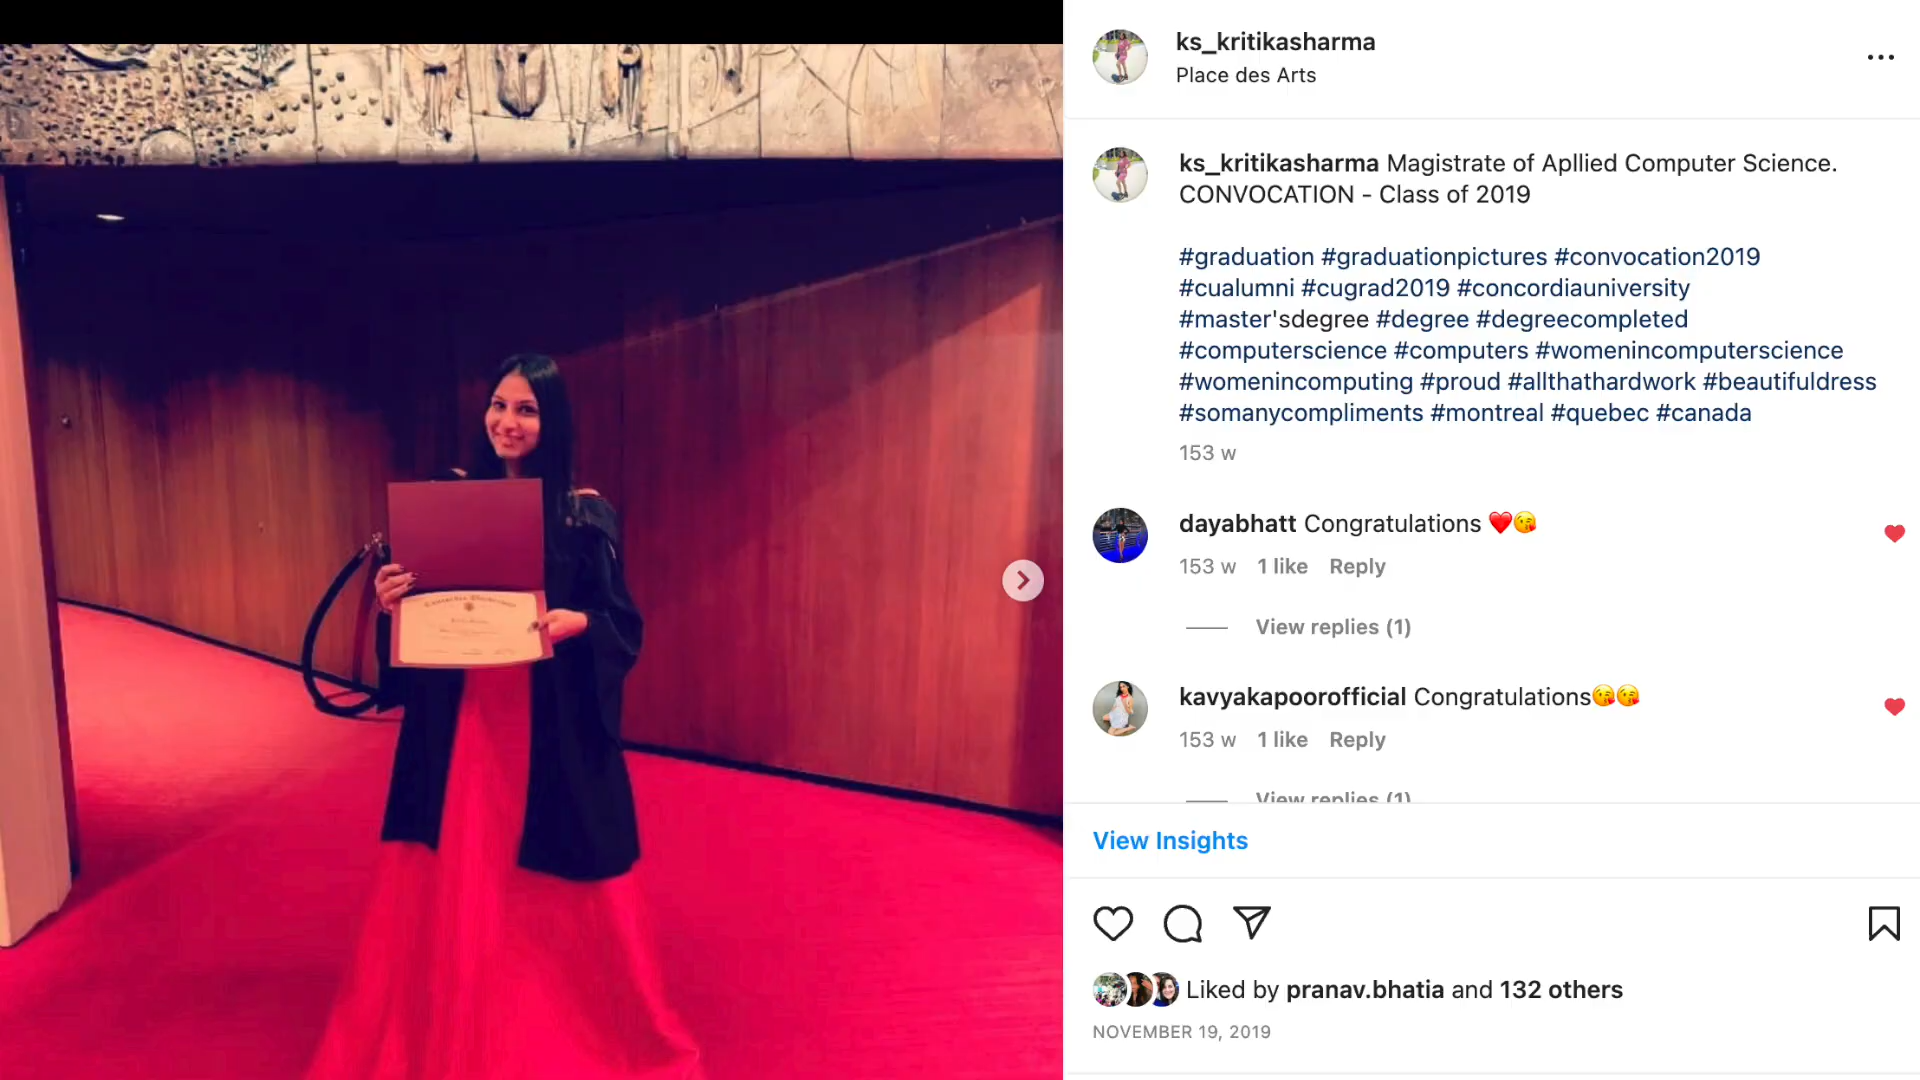 ks_kritikasharma
Place des Arts
ks_kritikasharma Magistrate of Apllied Computer Science.
CONVOCATION - Class of 2019
#graduation #graduationpictures #convocation2019
#cualumni #cugrad2019 #concordiauniversity
#master'sdegree #degree #degreecompleted
#computerscience #computers #womenincomputerscience
#womenincomputing #proud #allthathardwork #beautifuldress
#somanycompliments #montreal #quebec #canada
153 w
dayabhatt Congratulations ❤️😘
153 w 1 like Reply
View replies (1)
kavyakapoorofficial Congratulations😘😘
153 w 1 like Reply
View replies (1)
View Insights
Liked by pranav.bhatia and 132 others
NOVEMBER 19, 2019